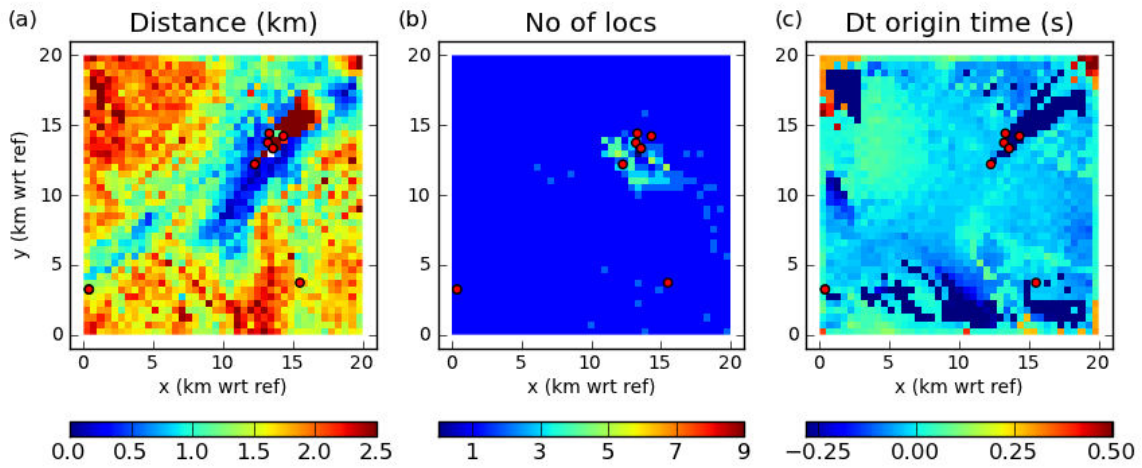 (a) Distance (km)
(b) No of locs
(c) Dt origin time (s)
y (km wrt ref)
20
15
10
5
0
0 5 10 15 20
x (km wrt ref)
0.0 0.5 1.0 1.5 2.0 2.5
20
15
10
5
0
0 5 10 15 20
x (km wrt ref)
1 3 5 7 9
20
15
10
5
0
0 5 10 15 20
x (km wrt ref)
−0.25 0.00 0.25 0.50